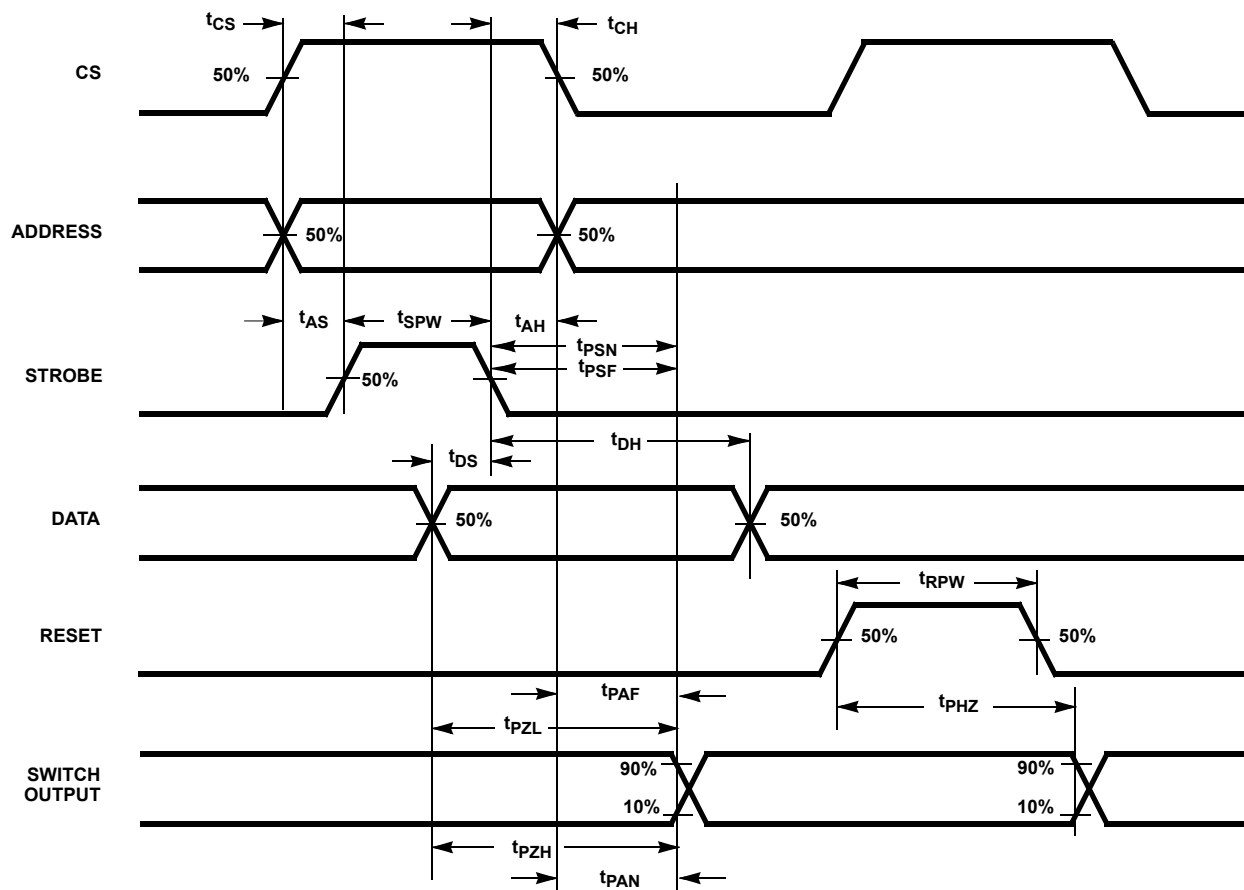 tCS
tCH
CS
50%
50%
ADDRESS
50%
50%
tAS
tSPW
tAH
tPSN
tPSF
STROBE
50%
tDH
tDS
DATA
50%
50%
tRPW
RESET
50%
50%
tPAF
tPHZ
tPZL
SWITCH
OUTPUT
90%
90%
10%
10%
tPZH
tPAN